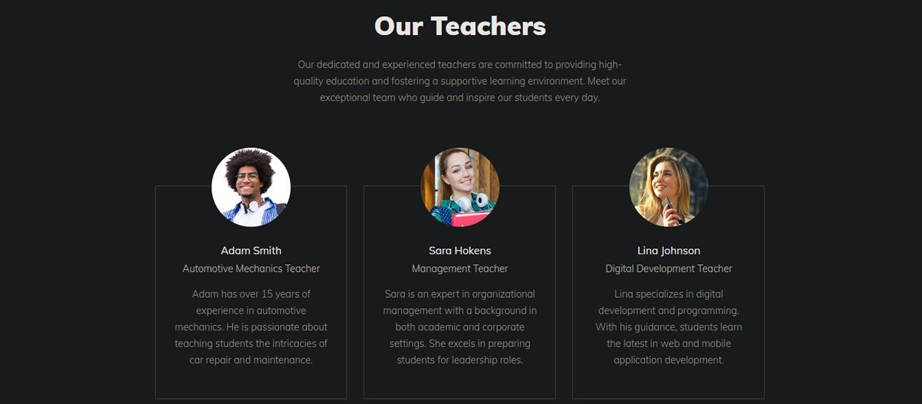 Our Teachers
Our dedicated and experienced teachers are committed to providing high-
quality education and fostering a supportive learning environment. Meet our
exceptional team who guide and inspire our students every day.
Adam Smith
Automotive Mechanics Teacher
Adam has over 15 years of
experience in automotive
mechanics. He is passionate about
teaching students the intricacies of
car repair and maintenance.
Sara Hokens
Management Teacher
Sara is an expert in organizational
management with a background in
both academic and corporate
settings. She excels in preparing
students for leadership roles.
Lina Johnson
Digital Development Teacher
Lina specializes in digital
development and programming.
With his guidance, students learn
the latest in web and mobile
application development.